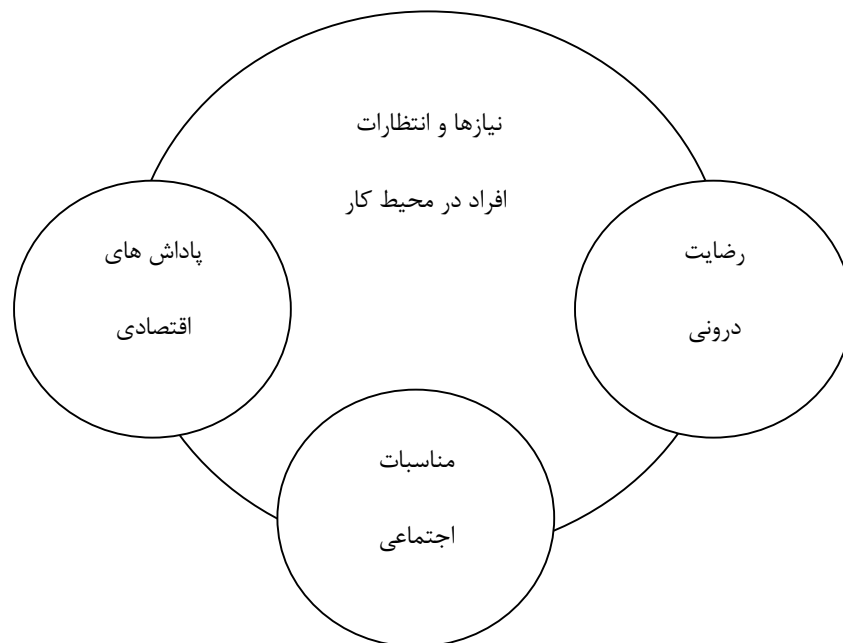 نیازها و انتظارات
افراد در محیط کار
رضایت
درونی
پاداش های
اقتصادی
مناسبات
اجتماعی